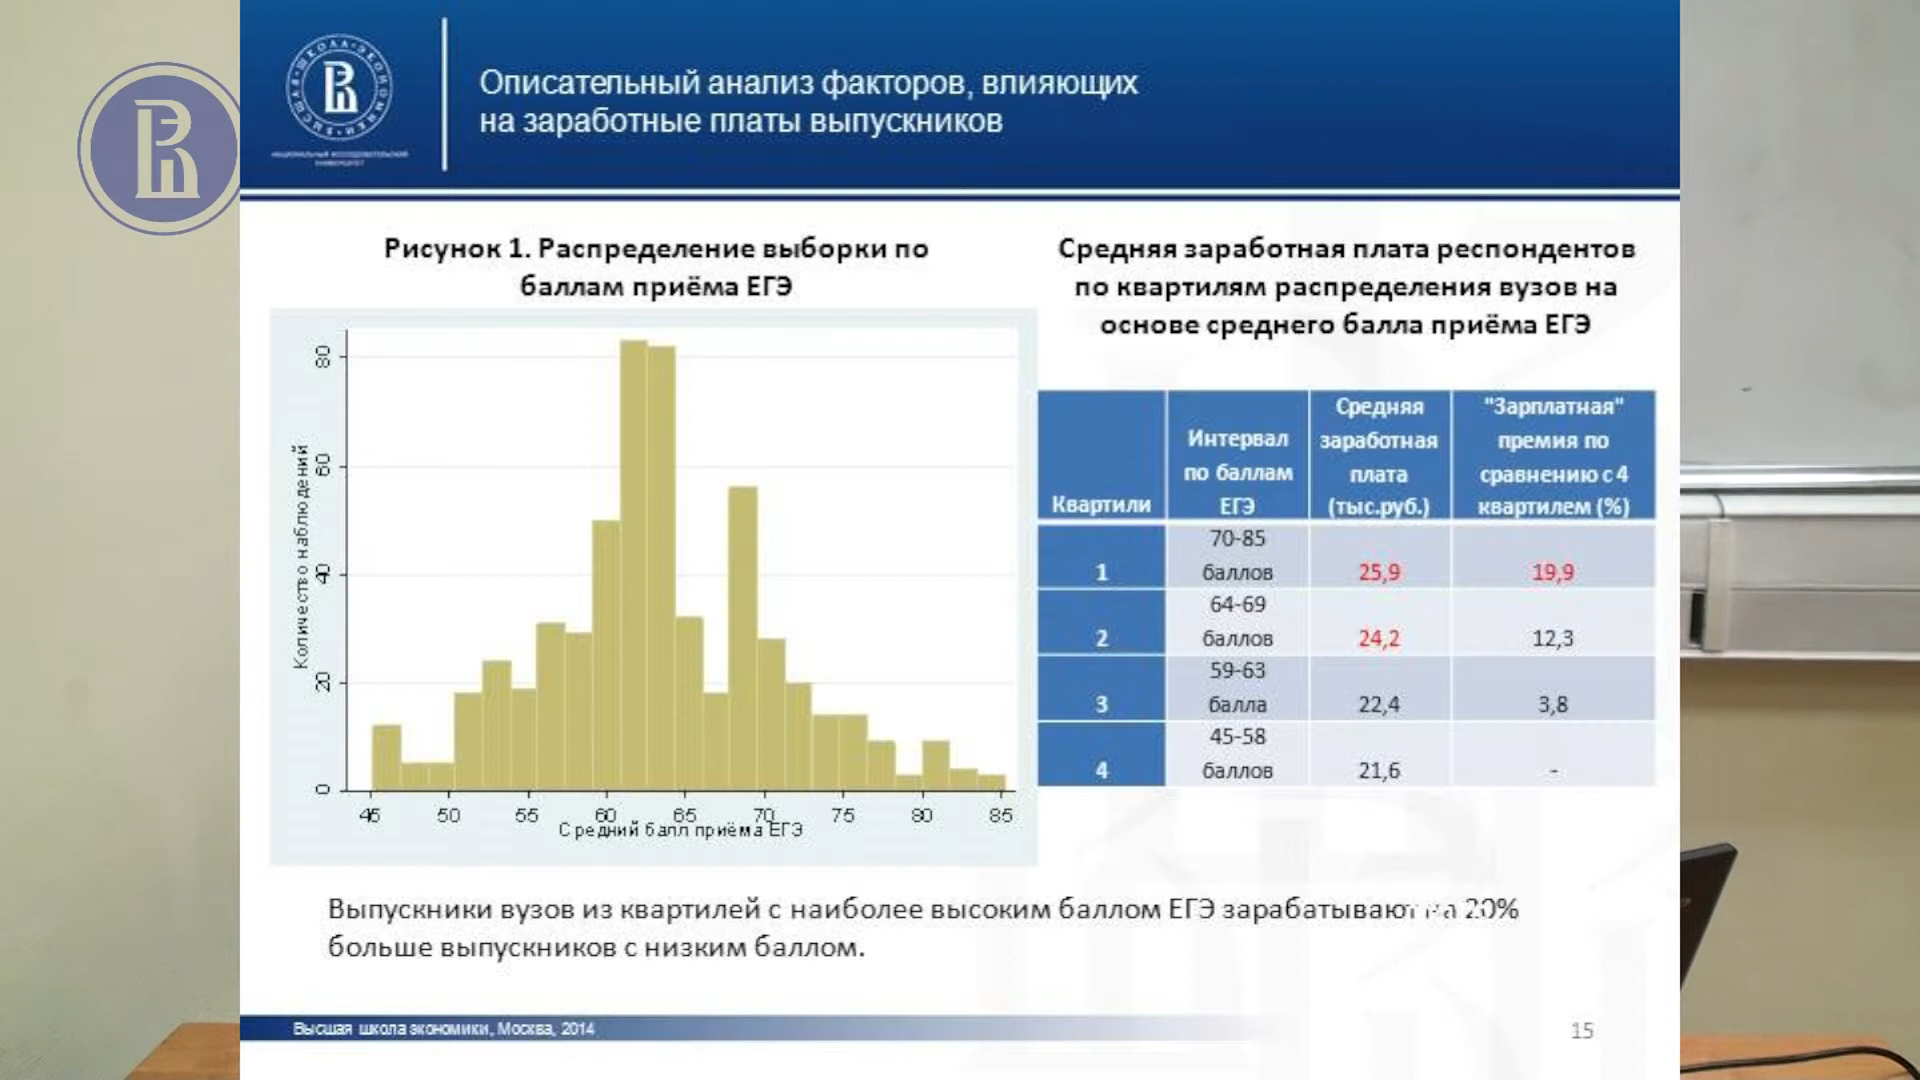 ВЫСШАЯ ШКОЛА ЭКОНОМИКИ
НАЦИОНАЛЬНЫЙ ИССЛЕДОВАТЕЛЬСКИЙ
УНИВЕРСИТЕТ
Описательный анализ факторов, влияющих
на заработные платы выпускников
Рисунок 1. Распределение выборки по
баллам приёма ЕГЭ
Количество наблюдений
80
60
40
20
0
45 50 55 60 65 70 75 80 85
Средний балл приёма ЕГЭ
Средняя заработная плата респондентов
по квартилям распределения вузов на
основе среднего балла приёма ЕГЭ
Квартили
Интервал
по баллам
ЕГЭ
Средняя
заработная
плата
(тыс.руб.)
"Зарплатная"
премия по
сравнению с 4
квартилем (%)
1
70-85
баллов
25,9
19,9
2
64-69
баллов
24,2
12,3
3
59-63
балла
22,4
3,8
4
45-58
баллов
21,6
-
Выпускники вузов из квартилей с наиболее высоким баллом ЕГЭ зарабатывают на 20%
больше выпускников с низким баллом.
Высшая школа экономики, Москва, 2014
15